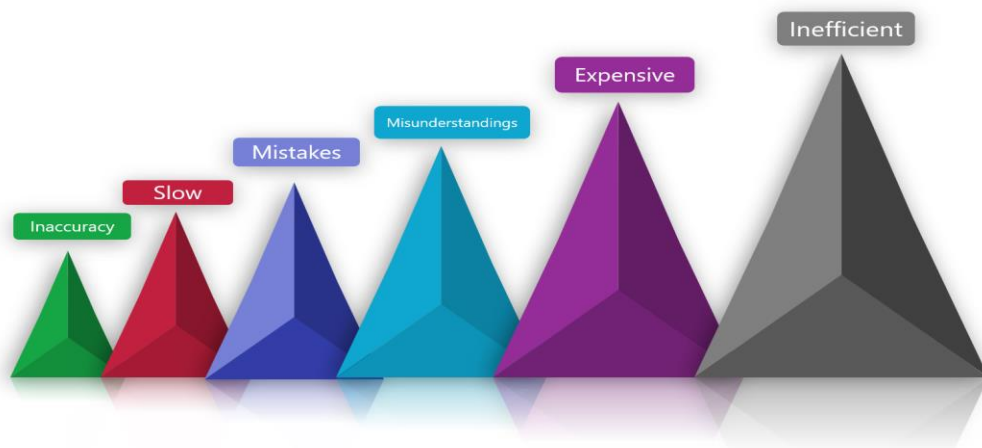 Inaccuracy
Slow
Mistakes
Misunderstandings
Expensive
Inefficient